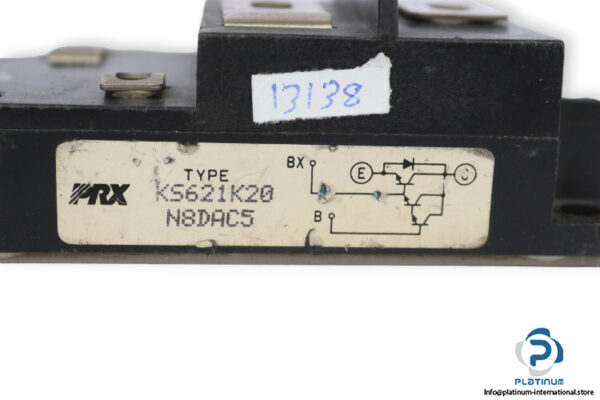 13138
PRX
TYPE
KS621K20
N8DAC5
BX
B
E
C
PLATINUM
Info@platinum-international.store